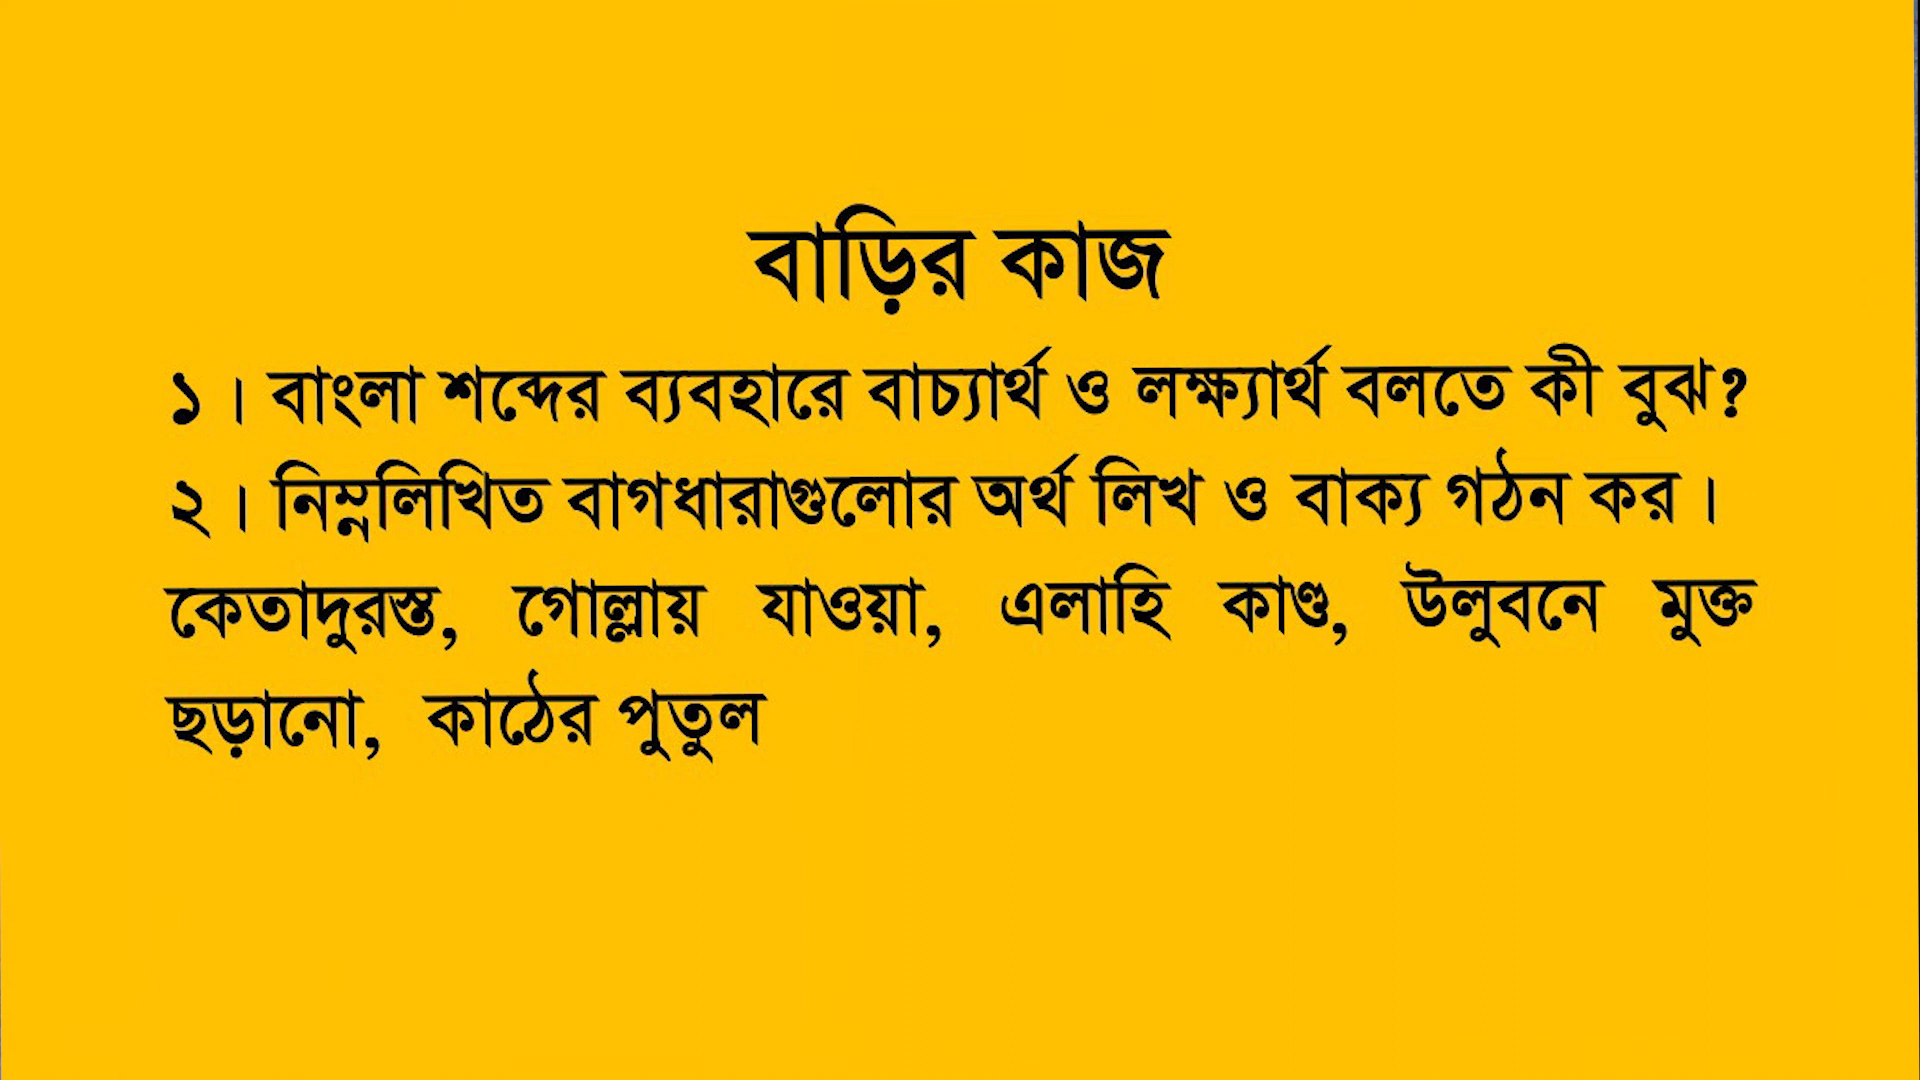 বাড়ির কাজ
১। বাংলা শব্দের ব্যবহারে বাচ্যার্থ ও লক্ষ্যার্থ বলতে কী বুঝ?
২। নিম্নলিখিত বাগধারাগুলোর অর্থ লিখ ও বাক্য গঠন কর।
কেতাদুরস্ত, গোল্লায় যাওয়া, এলাহি কাণ্ড, উলুবনে মুক্ত
ছড়ানো, কাঠের পুতুল